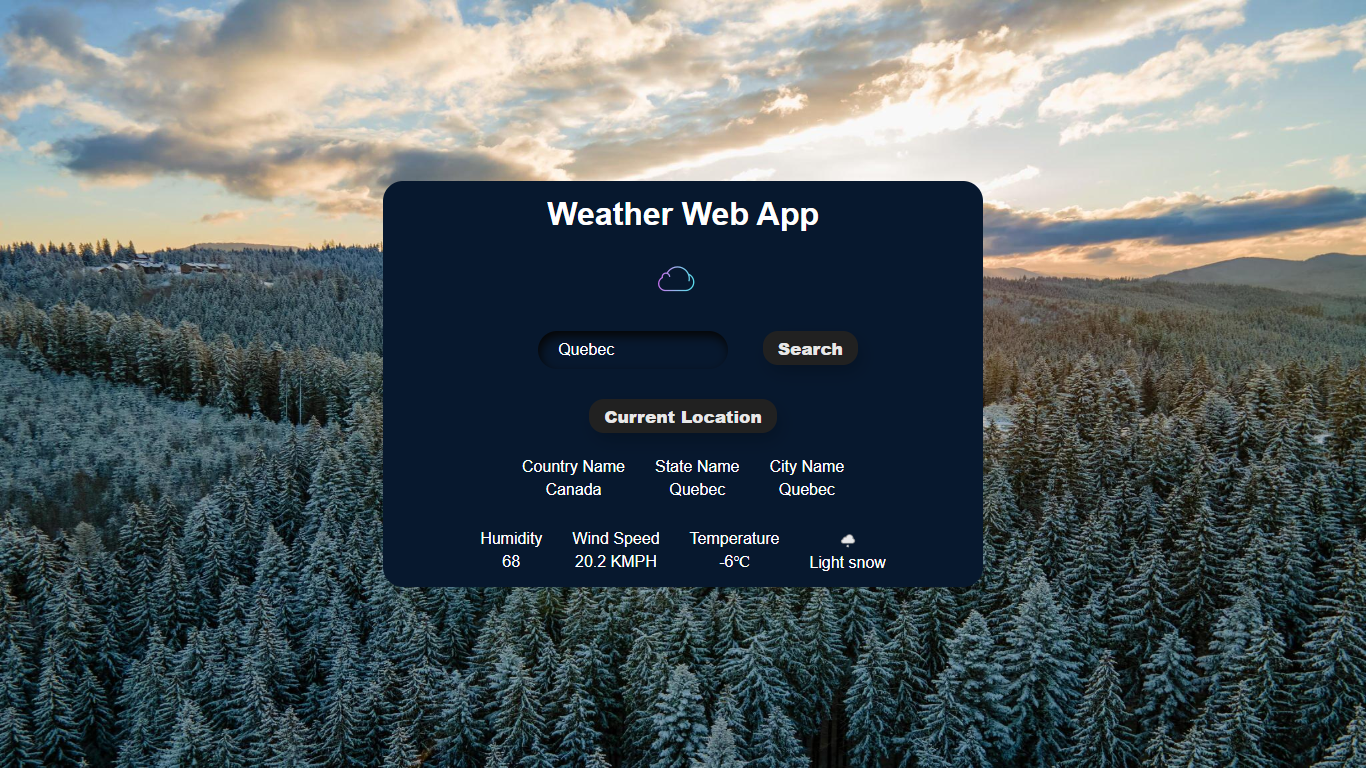 Weather Web App
Quebec
Search
Current Location
Country Name State Name City Name
Canada Quebec Quebec
Humidity Wind Speed Temperature
68 20.2 KMPH -6℃ Light snow